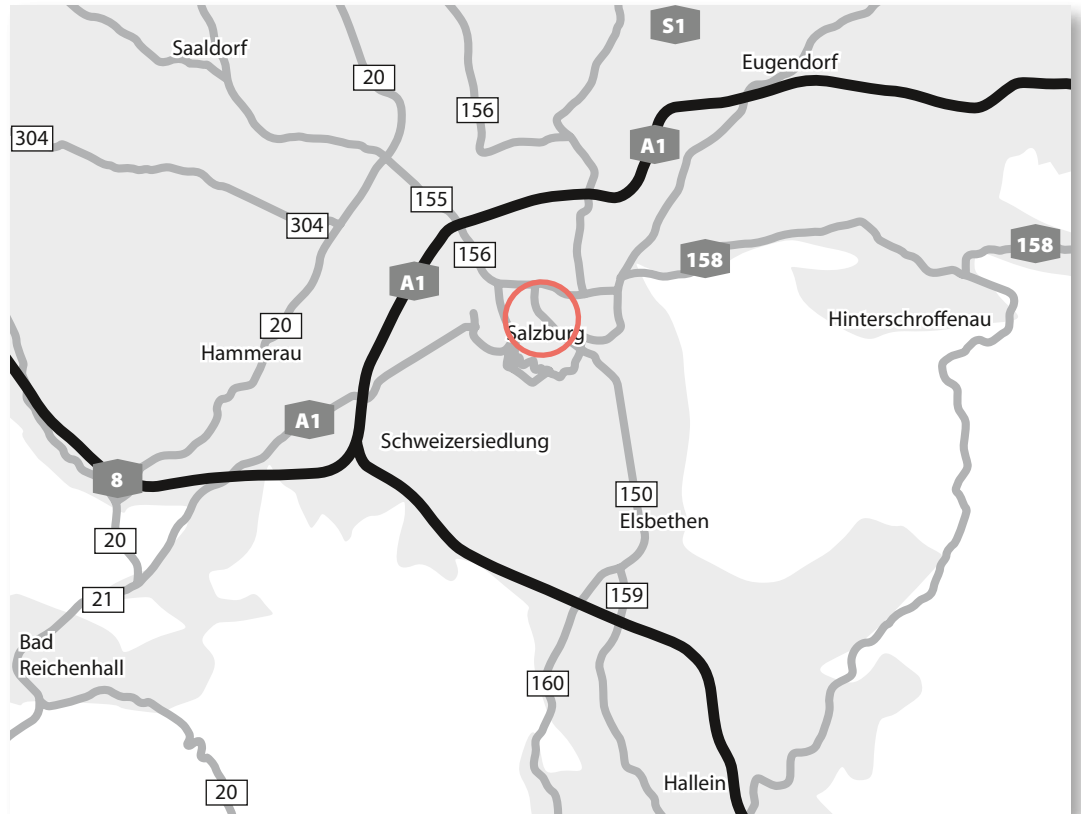 S1
Saaldorf
Eugendorf
20
156
304
A1
155
304
156
158
158
A1
20
Salzburg
Hinterschroffenau
Hammerau
A1
Schweizersiedlung
8
150
Elsbethen
20
21
159
Bad
Reichenhall
160
Hallein
20